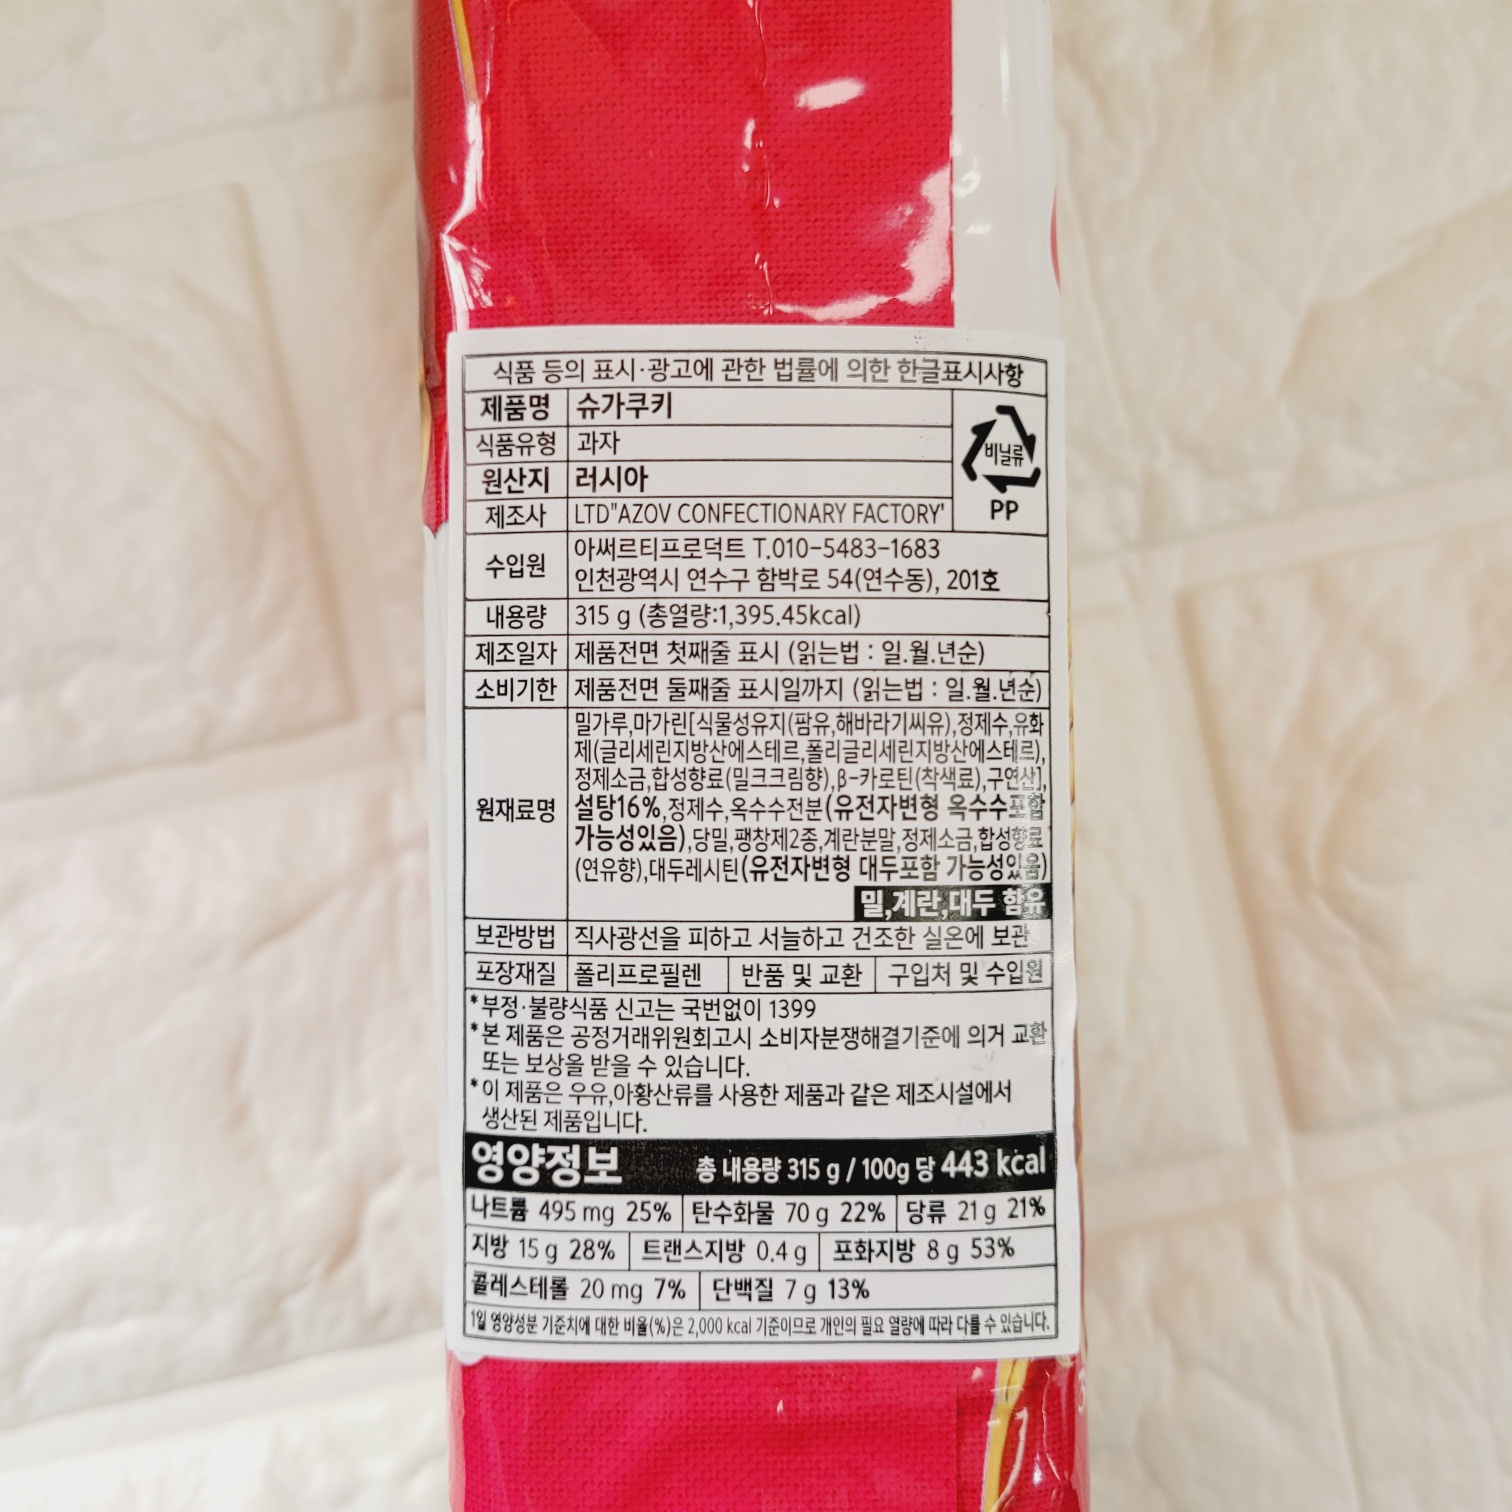 식품 등의 표시·광고에 관한 법률에 의한 한글표시사항
제품명 슈가쿠키
식품유형 과자
원산지 러시아
비닐류
PP
제조사 LTD"AZOV CONFECTIONARY FACTORY'
수입원 아써르티프로덕트 T.010-5483-1683
인천광역시 연수구 함박로 54(연수동), 201호
내용량 315 g (총열량:1,395.45kcal)
제조일자 제품전면 첫째줄 표시 (읽는법 : 일.월.년순)
소비기한 제품전면 둘째줄 표시일까지 (읽는법 : 일.월.년순)
원재료명 밀가루,마가린[식물성유지(팜유,해바라기씨유),정제수,유화
제(글리세린지방산에스테르,폴리글리세린지방산에스테르),
정제소금,합성향료(밀크크림향),β-카로틴(착색료),구연산],
설탕16%,정제수,옥수수전분(유전자변형 옥수수포함
가능성있음),당밀,팽창제2종,계란분말,정제소금,합성향료
(연유향),대두레시틴(유전자변형 대두포함 가능성있음)
밀,계란,대두 함유
보관방법 직사광선을 피하고 서늘하고 건조한 실온에 보관
포장재질 폴리프로필렌 반품 및 교환 구입처 및 수입원
*부정·불량식품 신고는 국번없이 1399
*본 제품은 공정거래위원회고시 소비자분쟁해결기준에 의거 교환
또는 보상을 받을 수 있습니다.
*이 제품은 우유,아황산류를 사용한 제품과 같은 제조시설에서
생산된 제품입니다.
영양정보 총 내용량 315 g / 100g 당 443 kcal
나트륨 495 mg 25% 탄수화물 70 g 22% 당류 21 g 21%
지방 15 g 28% 트랜스지방 0.4 g 포화지방 8 g 53%
콜레스테롤 20 mg 7% 단백질 7 g 13%
1일 영양성분 기준치에 대한 비율(%)은 2,000 kcal 기준이므로 개인의 필요 열량에 따라 다를 수 있습니다.